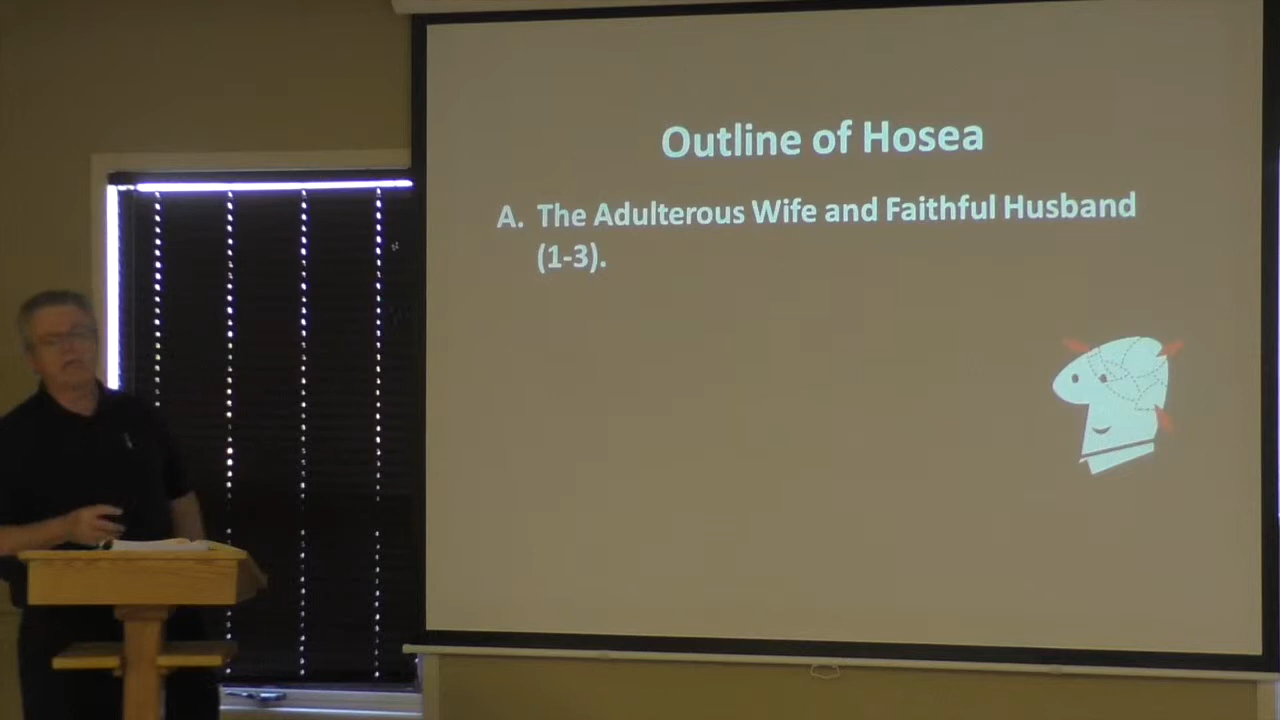 Outline of Hosea
A. The Adulterous Wife and Faithful Husband
(1-3).